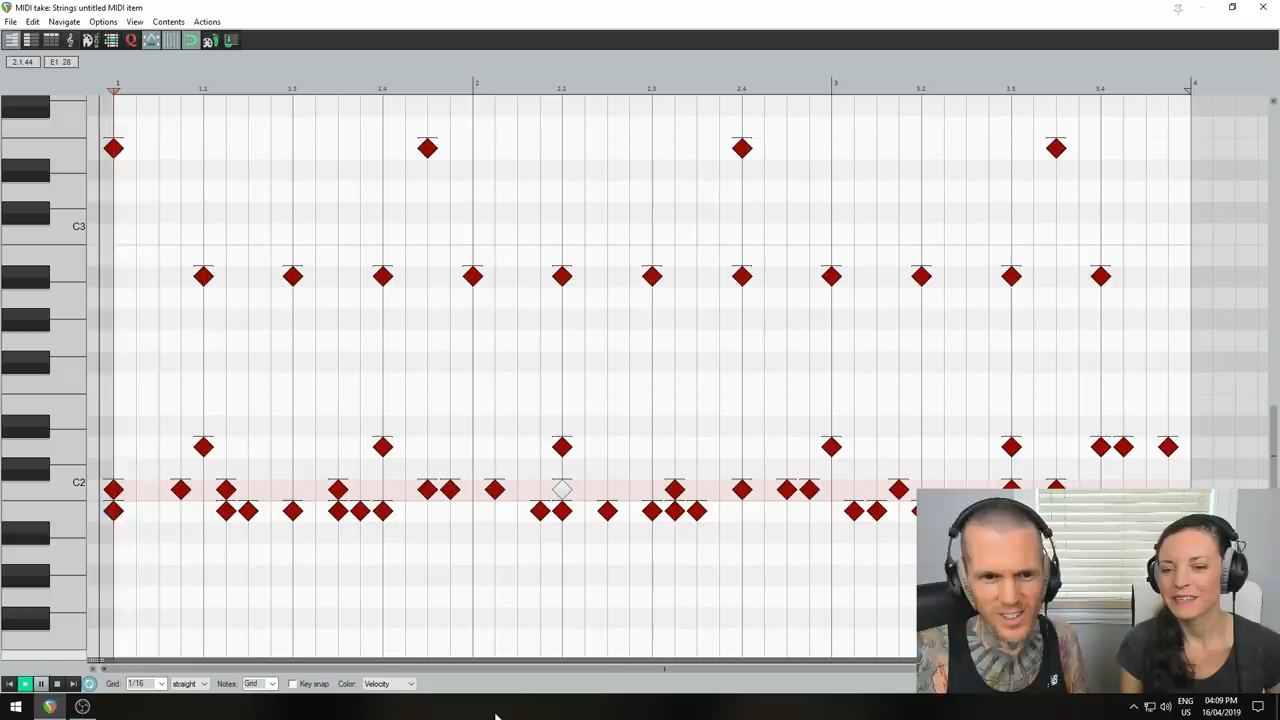 MIDI take: Strings untitled MIDI item
File Edit Navigate Options View Contents Actions
Q
2.1.44 E1 28
1 1.2 1.3 1.4 2 2.2 2.3 2.4 3 3.2 3.3 3.4 4
C3
C2
Grid: 1/16 straight Notes: Grid Key snap Color: Velocity
ENG 04:09 PM
US 16/04/2019